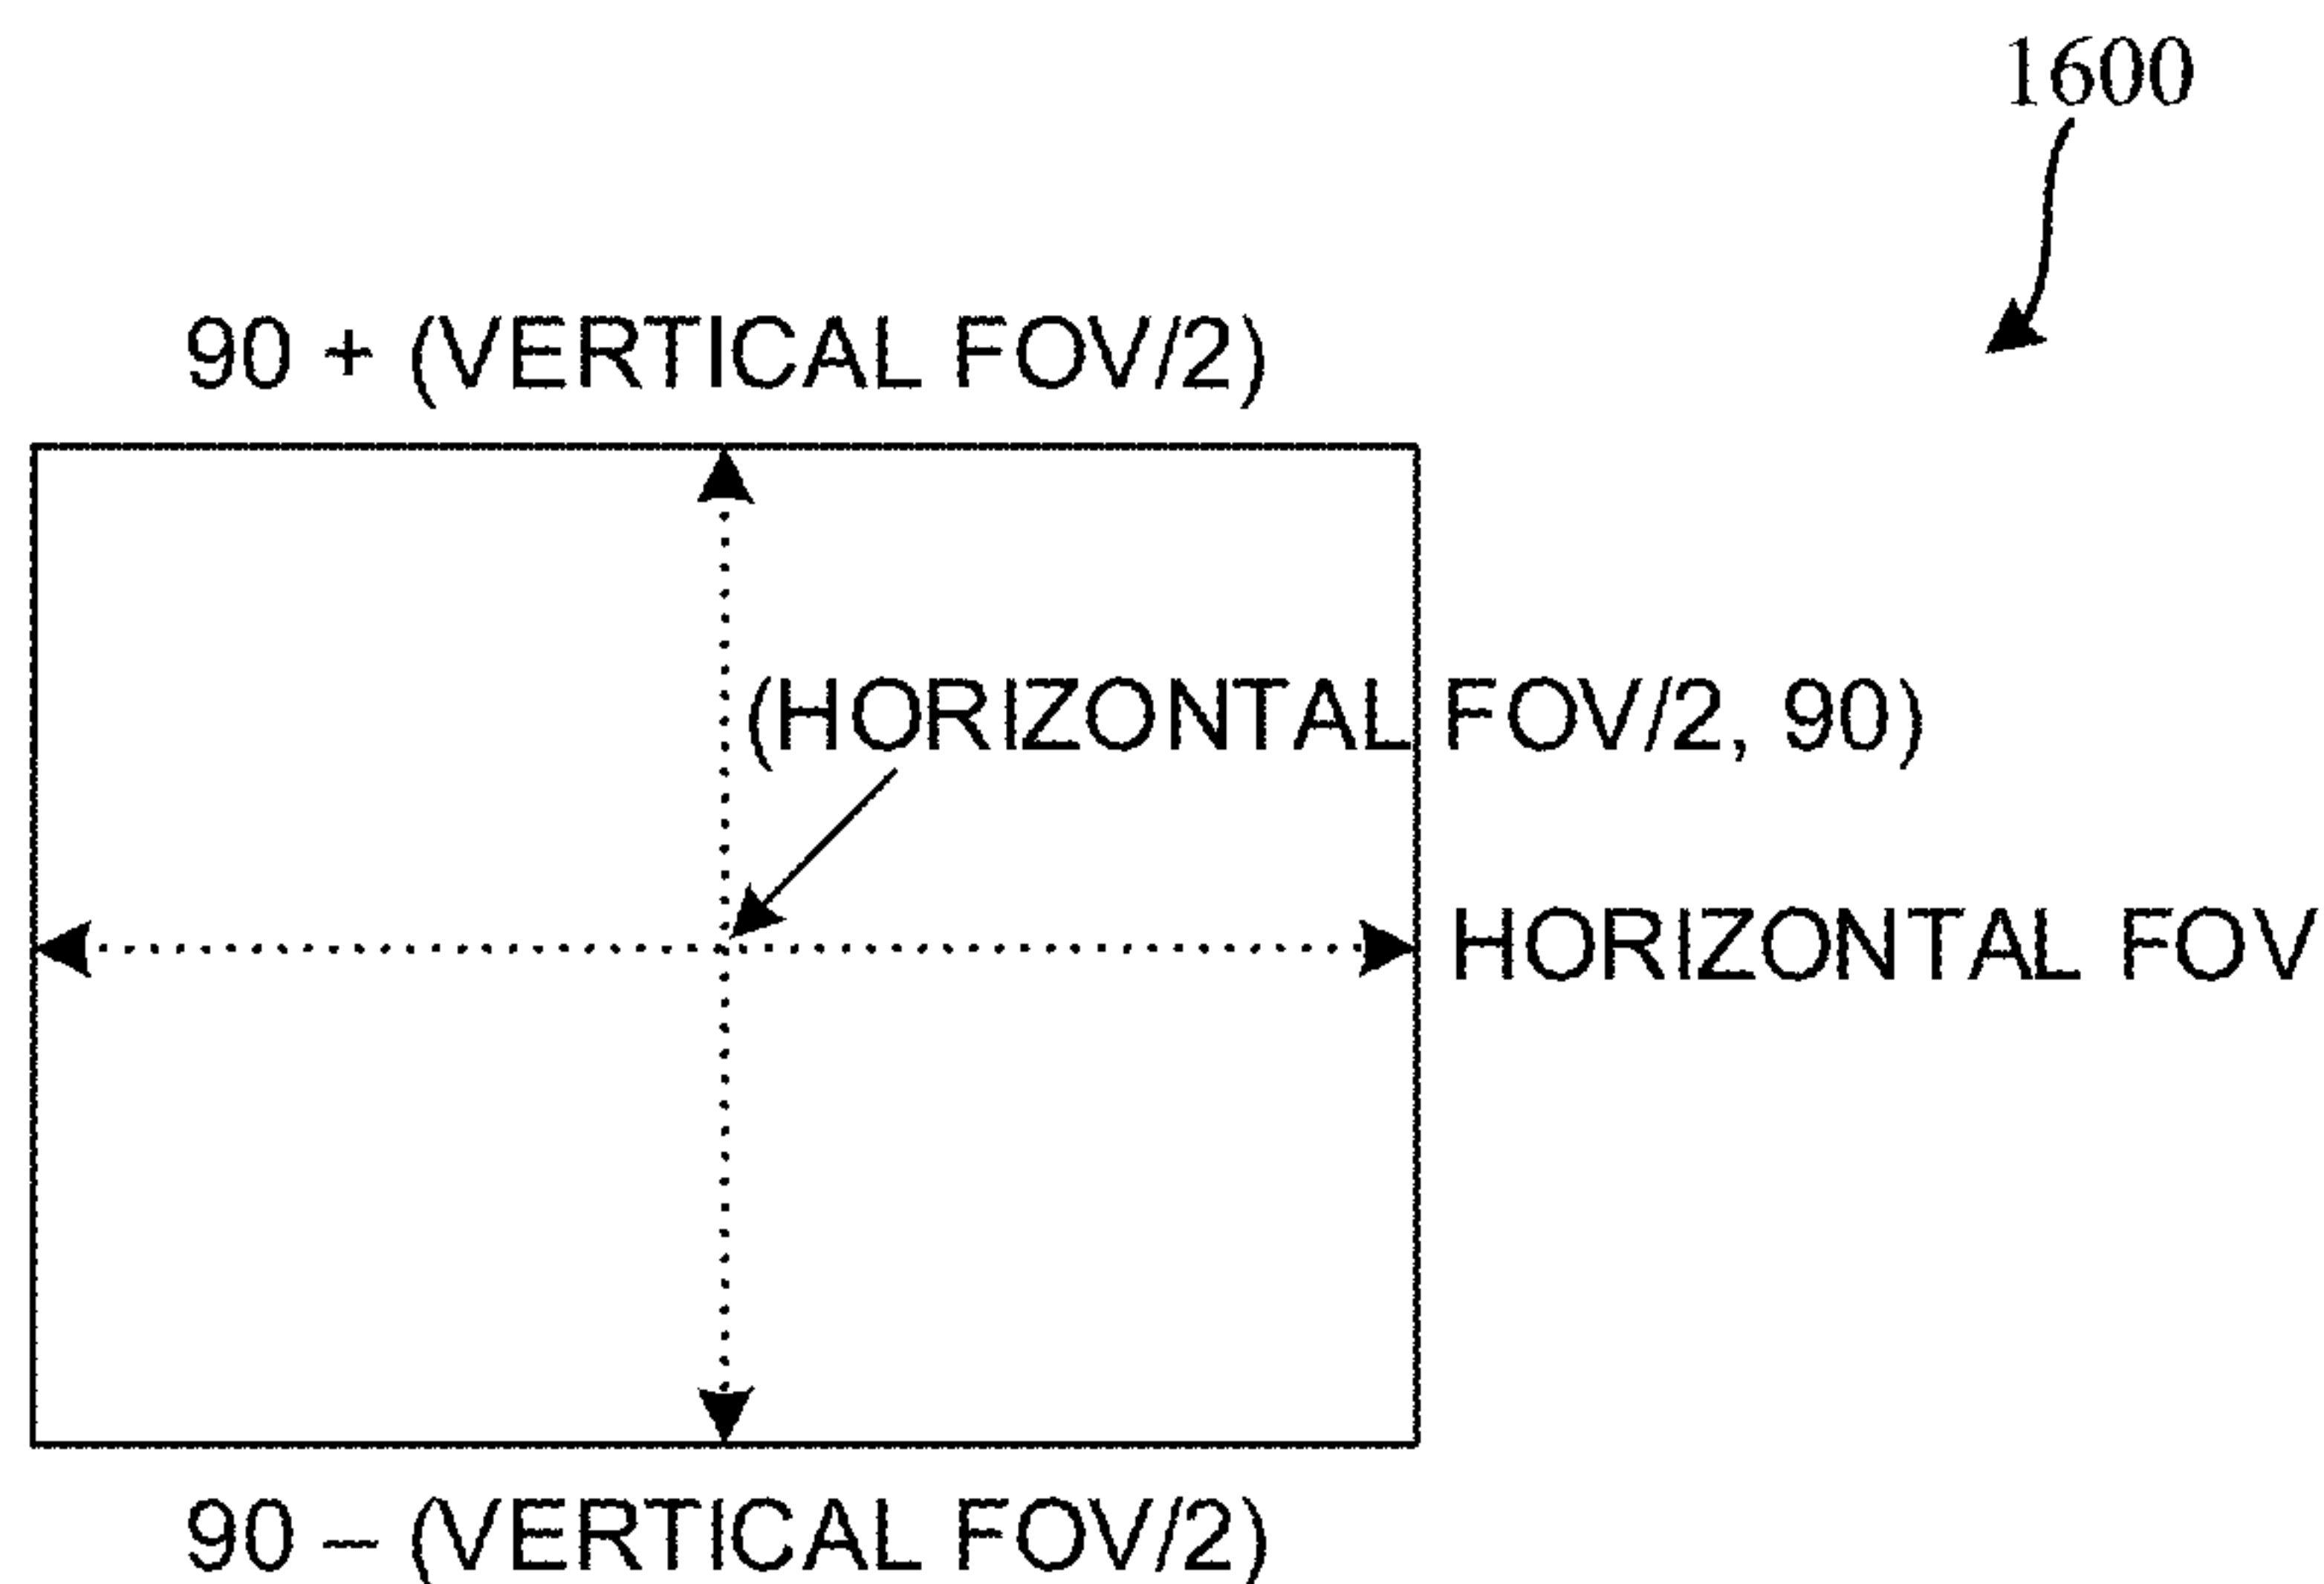 1600
90 + (VERTICAL FOV/2)
(HORIZONTAL FOV/2, 90)
HORIZONTAL FOV
90 – (VERTICAL FOV/2)